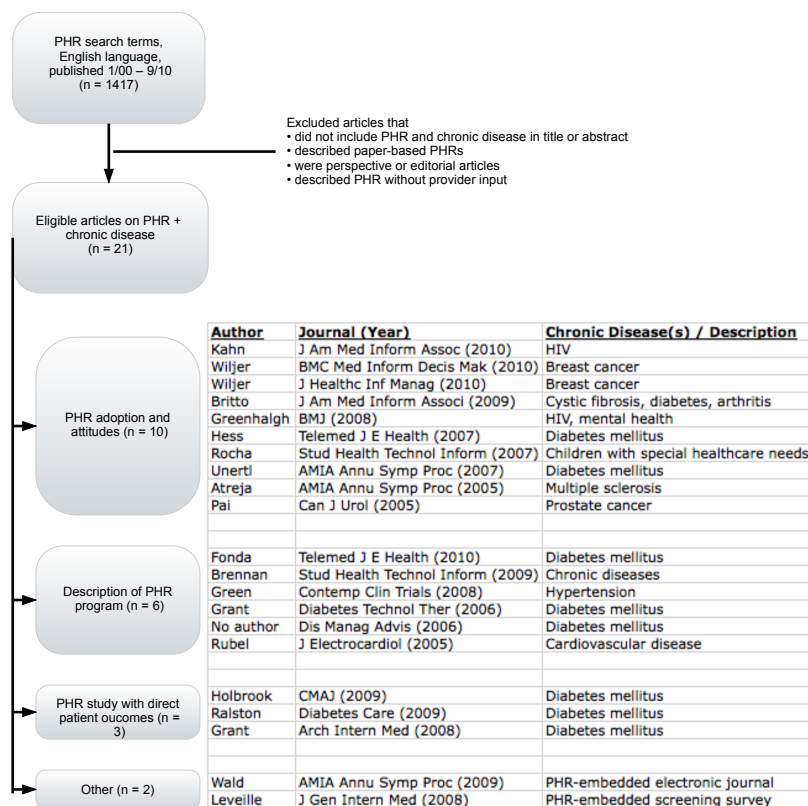 PHR search terms,
English language,
published 1/00 – 9/10
(n = 1417)
Excluded articles that
• did not include PHR and chronic disease in title or abstract
• described paper-based PHRs
• were perspective or editorial articles
• described PHR without provider input
Eligible articles on PHR +
chronic disease
(n = 21)
Author Journal (Year) Chronic Disease(s) / Description
Kahn J Am Med Inform Assoc (2010) HIV
Wiljer BMC Med Inform Decis Mak (2010) Breast cancer
Wiljer J Healthc Inf Manag (2010) Breast cancer
Britto J Am Med Inform Associ (2009) Cystic fibrosis, diabetes, arthritis
Greenhalgh BMJ (2008) HIV, mental health
Hess Telemed J E Health (2007) Diabetes mellitus
Rocha Stud Health Technol Inform (2007) Children with special healthcare needs
Unertl AMIA Annu Symp Proc (2007) Diabetes mellitus
Atreja AMIA Annu Symp Proc (2005) Multiple sclerosis
Pai Can J Urol (2005) Prostate cancer
PHR adoption and
attitudes (n = 10)
Fonda Telemed J E Health (2010) Diabetes mellitus
Brennan Stud Health Technol Inform (2009) Chronic diseases
Green Contemp Clin Trials (2008) Hypertension
Grant Diabetes Technol Ther (2006) Diabetes mellitus
No author Dis Manag Advis (2006) Diabetes mellitus
Rubel J Electrocardiol (2005) Cardiovascular disease
Description of PHR
program (n = 6)
Holbrook CMAJ (2009) Diabetes mellitus
Ralston Diabetes Care (2009) Diabetes mellitus
Grant Arch Intern Med (2008) Diabetes mellitus
PHR study with direct
patient oucomes (n =
3)
Wald AMIA Annu Symp Proc (2009) PHR-embedded electronic journal
Leveille J Gen Intern Med (2008) PHR-embedded screening survey
Other (n = 2)